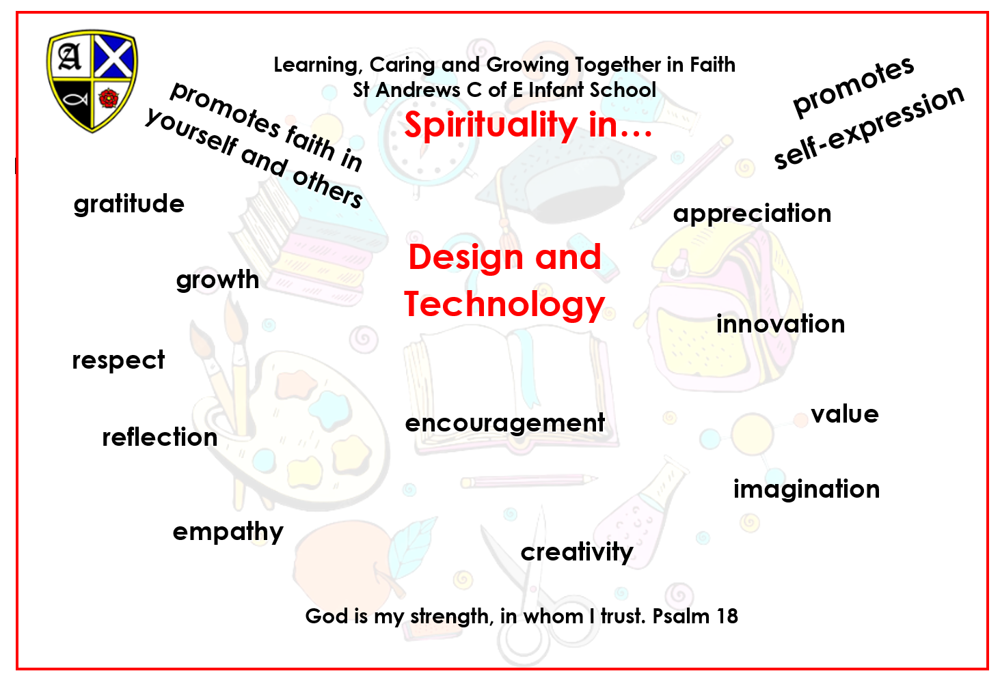 A
Learning, Caring and Growing Together in Faith
St Andrews C of E Infant School
Spirituality in...
promotes faith in
yourself and others
promotes
self-expression
gratitude
appreciation
Design and
Technology
growth
innovation
respect
value
encouragement
reflection
imagination
empathy
creativity
God is my strength, in whom I trust. Psalm 18